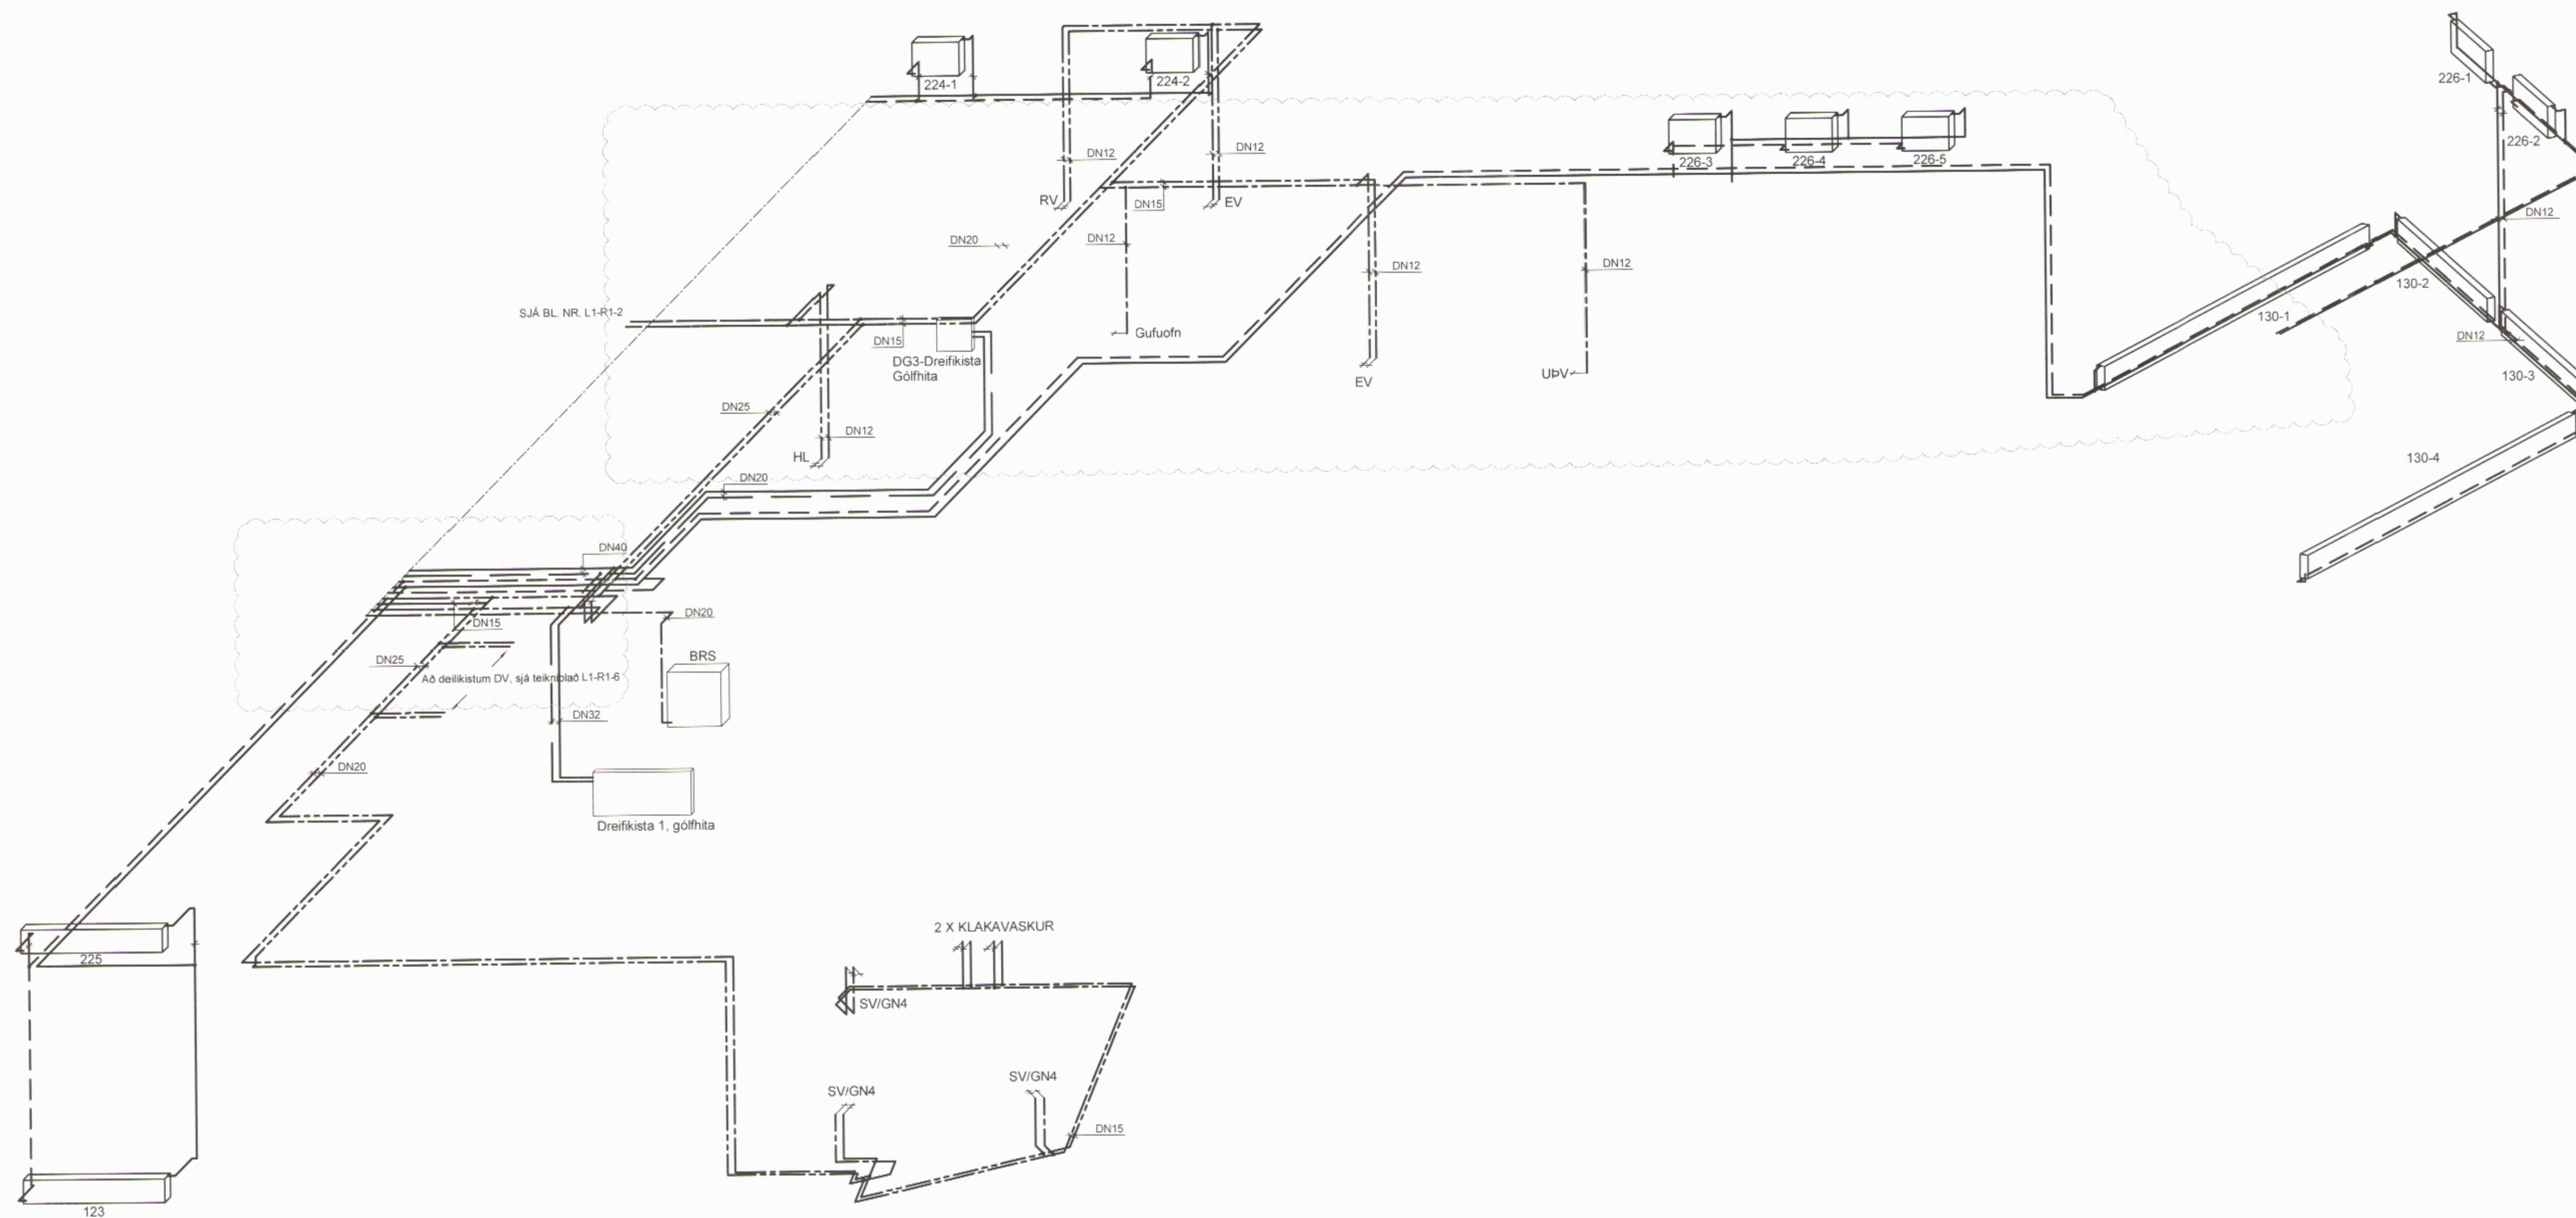 224-1
224-2
226-1
226-2
226-3
226-4
226-5
DN12
DN12
RV
EV
DN15
DN12
DN20
DN12
DN12
DN12
SJÁ BL. NR. L1-R1-2
DN15
DG3-Dreifikista
Gólfhita
Gufuofn
EV
UÞV
130-1
130-2
DN12
130-3
130-4
DN25
DN12
HL
DN20
DN40
DN20
DN15
DN25
Að deilikistum DV, sjá teikniblað L1-R1-6
BRS
DN32
DN20
Dreifikista 1, gólfhita
225
2 X KLAKAVASKUR
SV/GN4
SV/GN4
SV/GN4
DN15
123